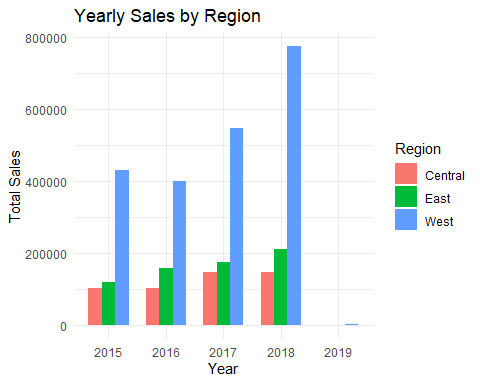 Yearly Sales by Region
800000
600000
400000
200000
0
Total Sales
2015 2016 2017 2018 2019
Year
Region
Central
East
West